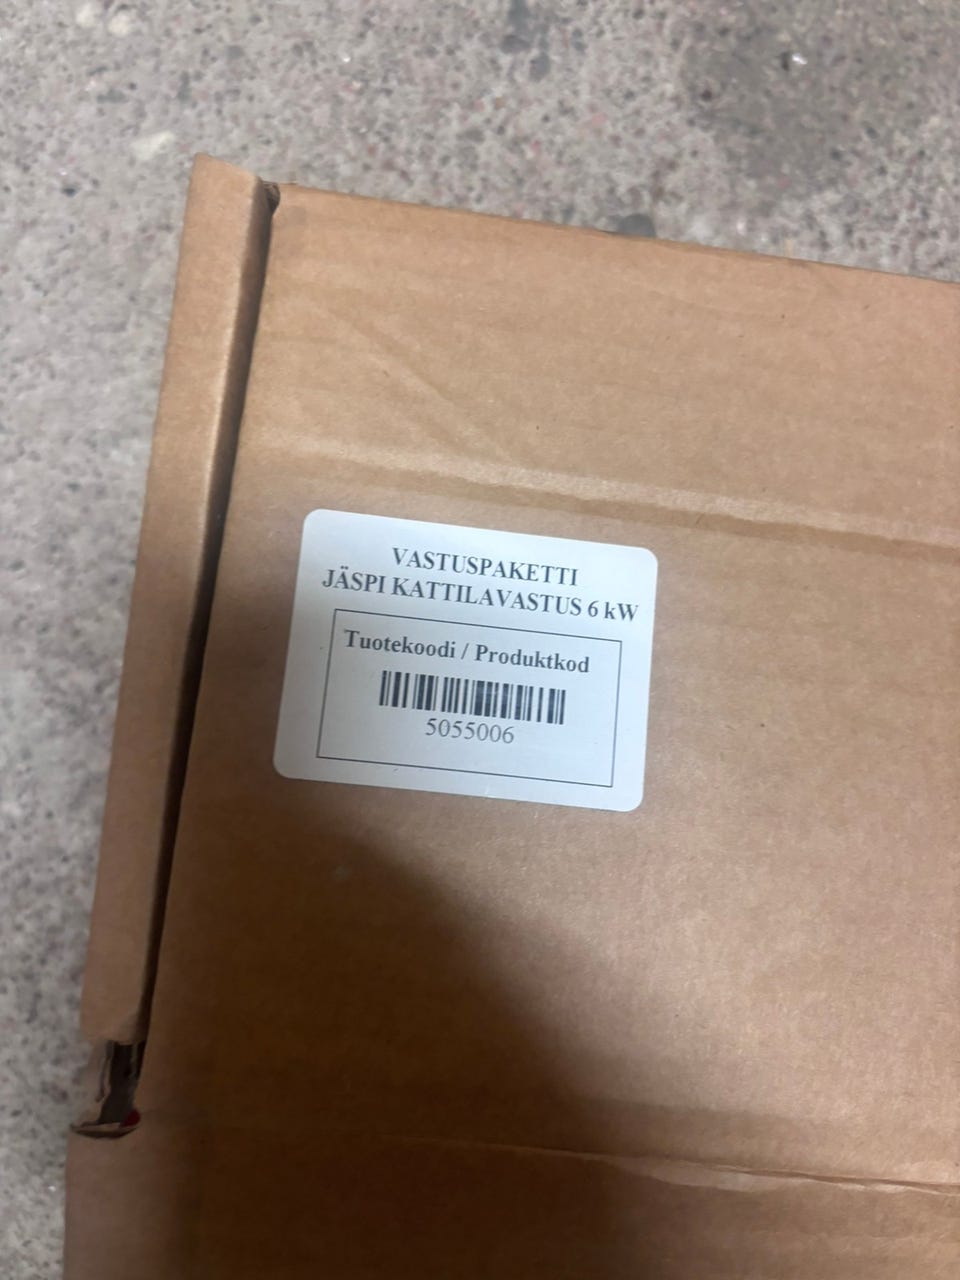 VASTUSPAKETTI
JÄSPI KATTILAVASTUS 6 kW
Tuotekoodi / Produktkod
5055006